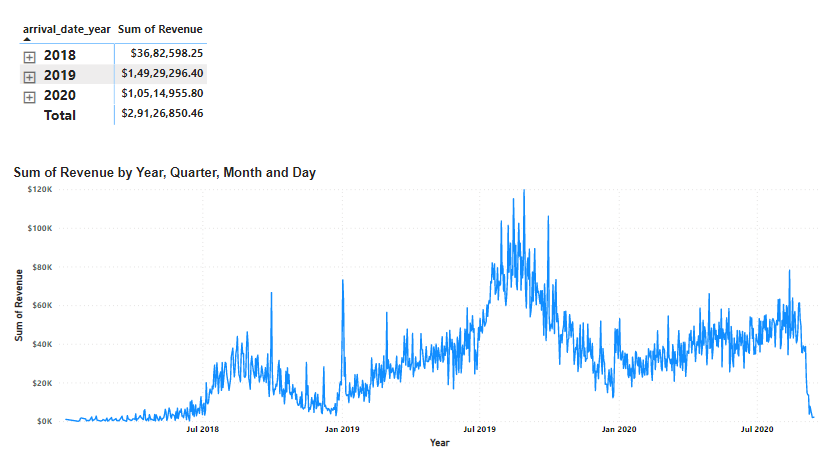 arrival_date_year Sum of Revenue
2018 $36,82,598.25
2019 $1,49,29,296.40
2020 $1,05,14,955.80
Total $2,91,26,850.46
Sum of Revenue by Year, Quarter, Month and Day
$120K
$100K
$80K
$60K
$40K
$20K
$0K
Sum of Revenue
Jul 2018 Jan 2019 Jul 2019 Jan 2020 Jul 2020
Year